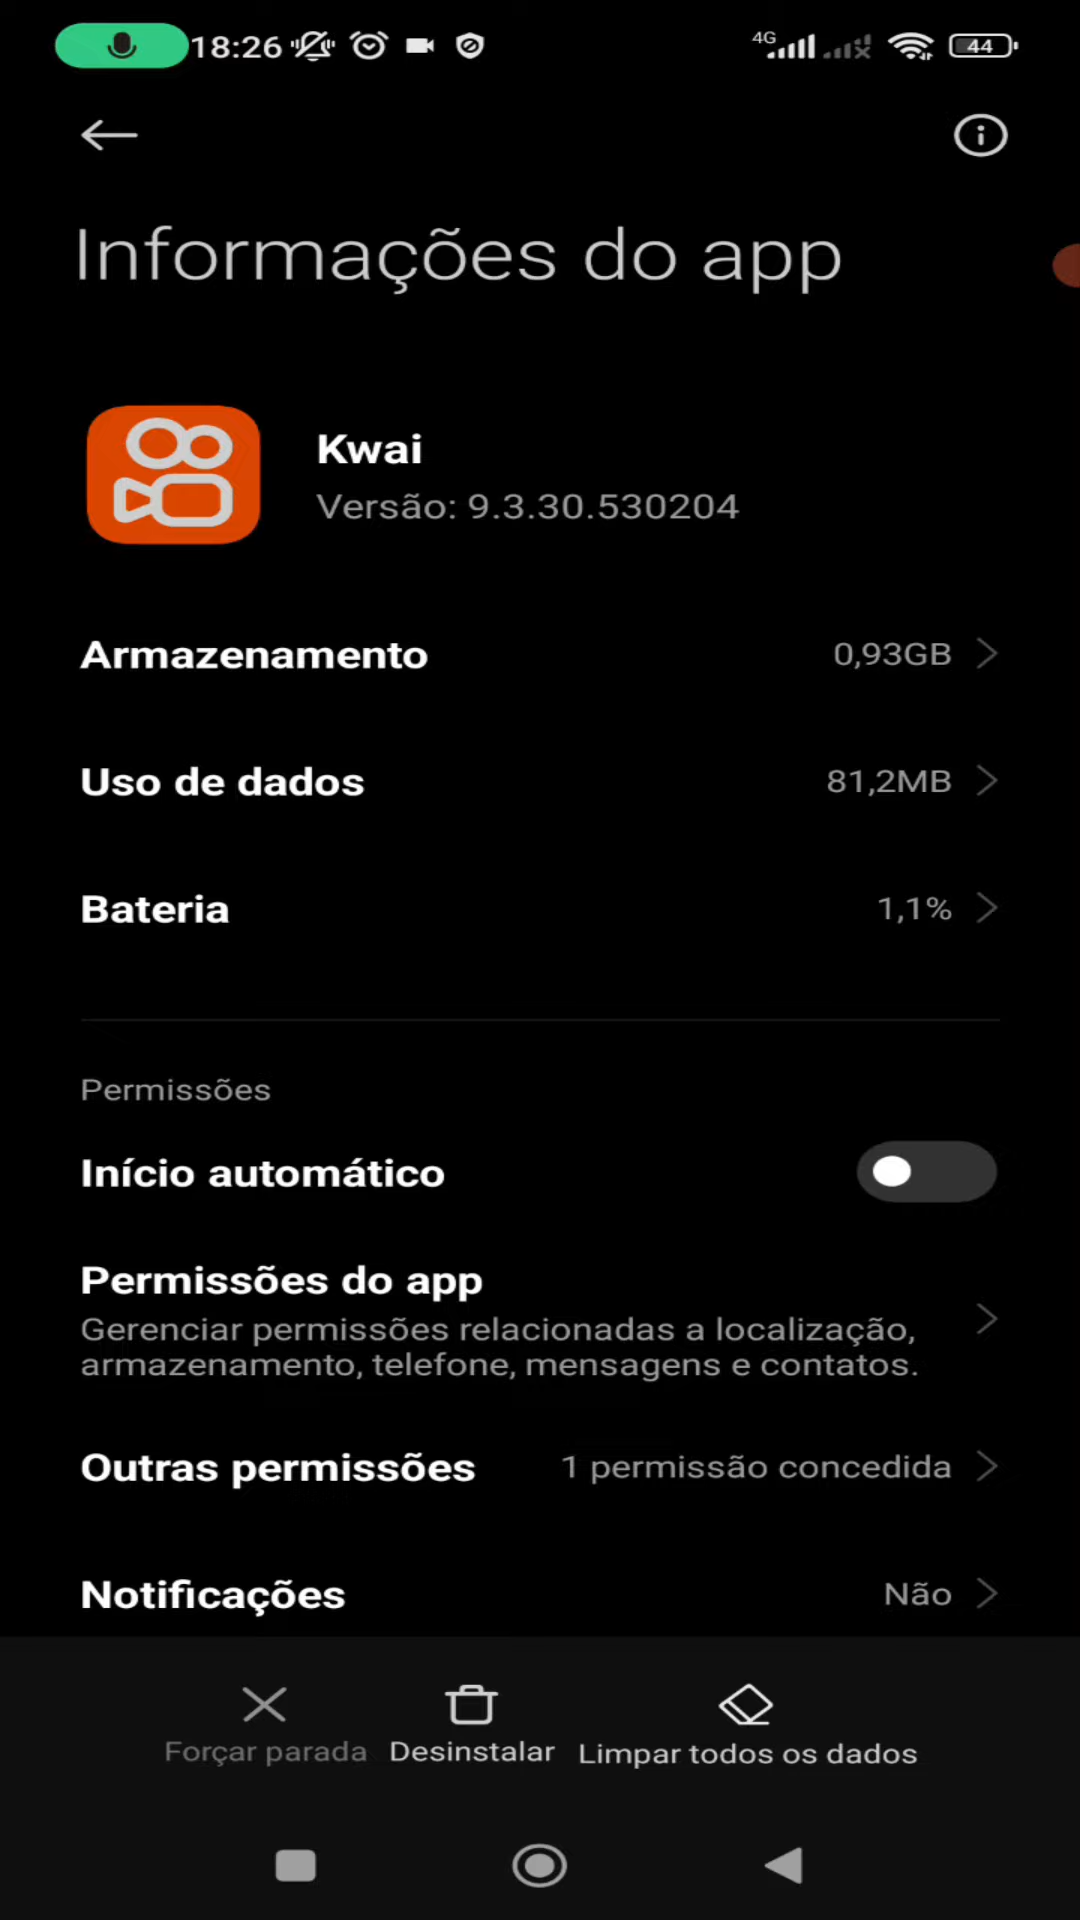 18:26
4G
44
Informações do app
Kwai
Versão: 9.3.30.530204
Armazenamento 0,93GB
Uso de dados 81,2MB
Bateria 1,1%
Permissões
Início automático
Permissões do app
Gerenciar permissões relacionadas a localização,
armazenamento, telefone, mensagens e contatos.
Outras permissões 1 permissão concedida
Notificações Não
Forçar parada Desinstalar Limpar todos os dados